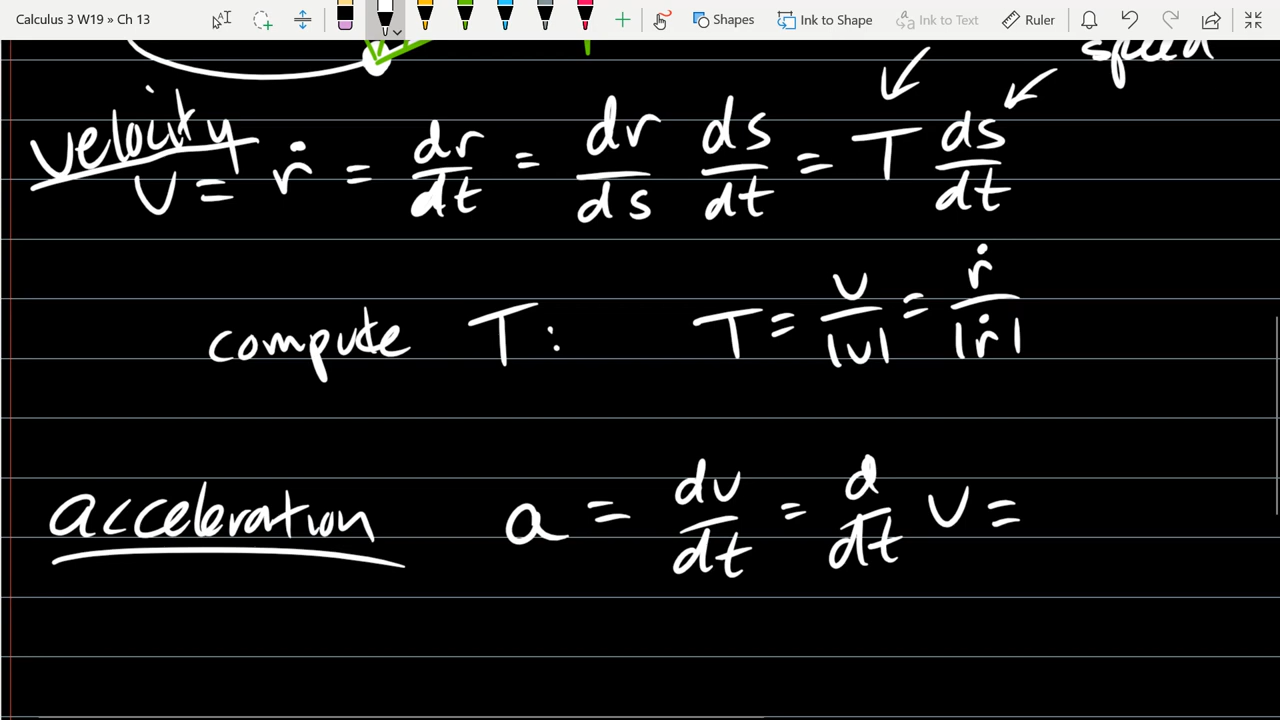 Calculus 3 W19 » Ch 13
Shapes
Ink to Shape
Ink to Text
Ruler
speed
velocity
v = ṙ = dr/dt = dr/ds ds/dt = T ds/dt
compute T: T = v/|v| = ṙ/|ṙ|
acceleration a = dv/dt = d/dt v =